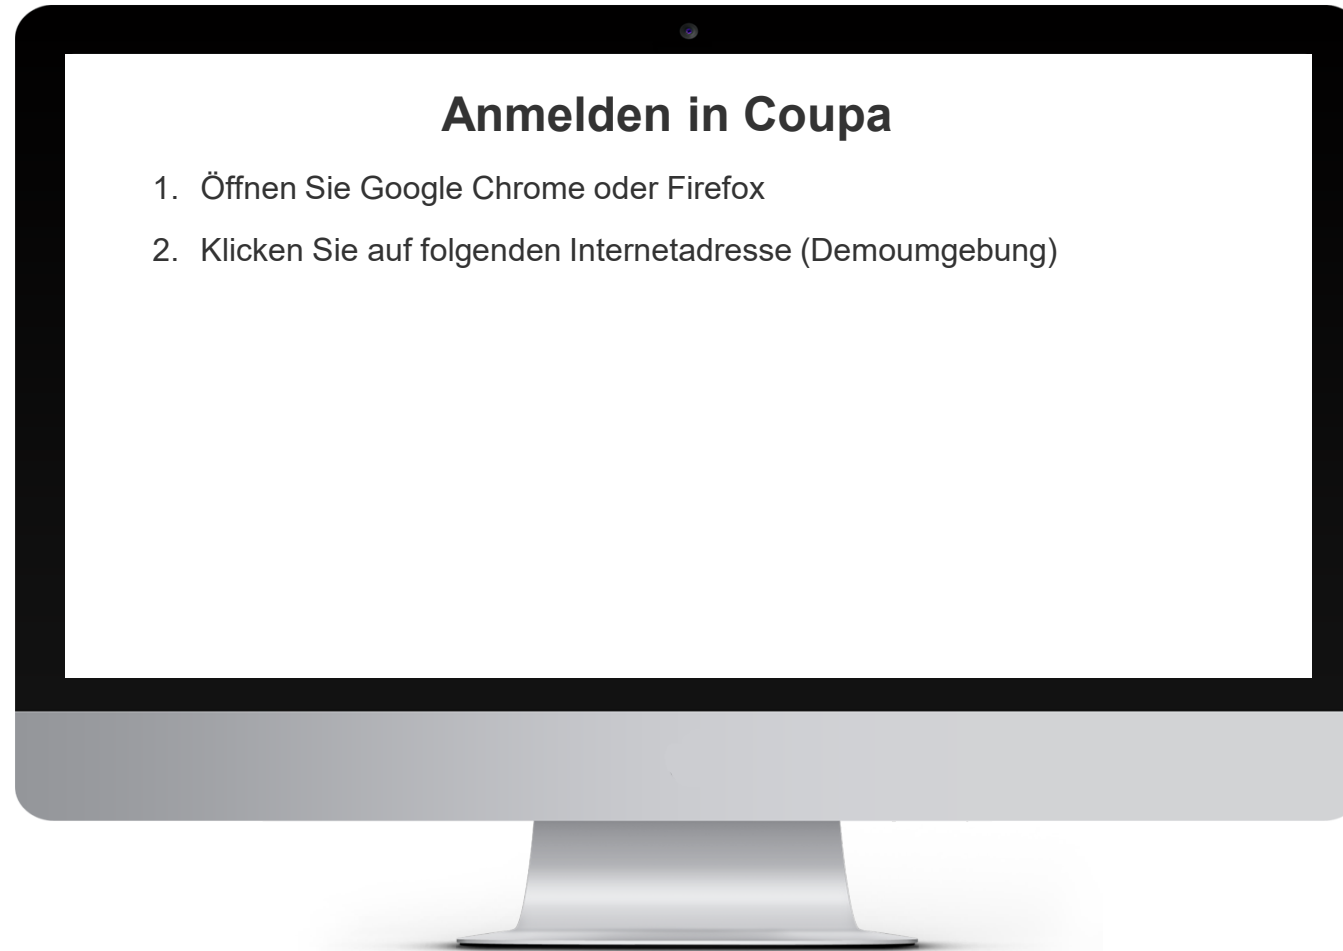 Anmelden in Coupa
1. Öffnen Sie Google Chrome oder Firefox
2. Klicken Sie auf folgenden Internetadresse (Demoumgebung)